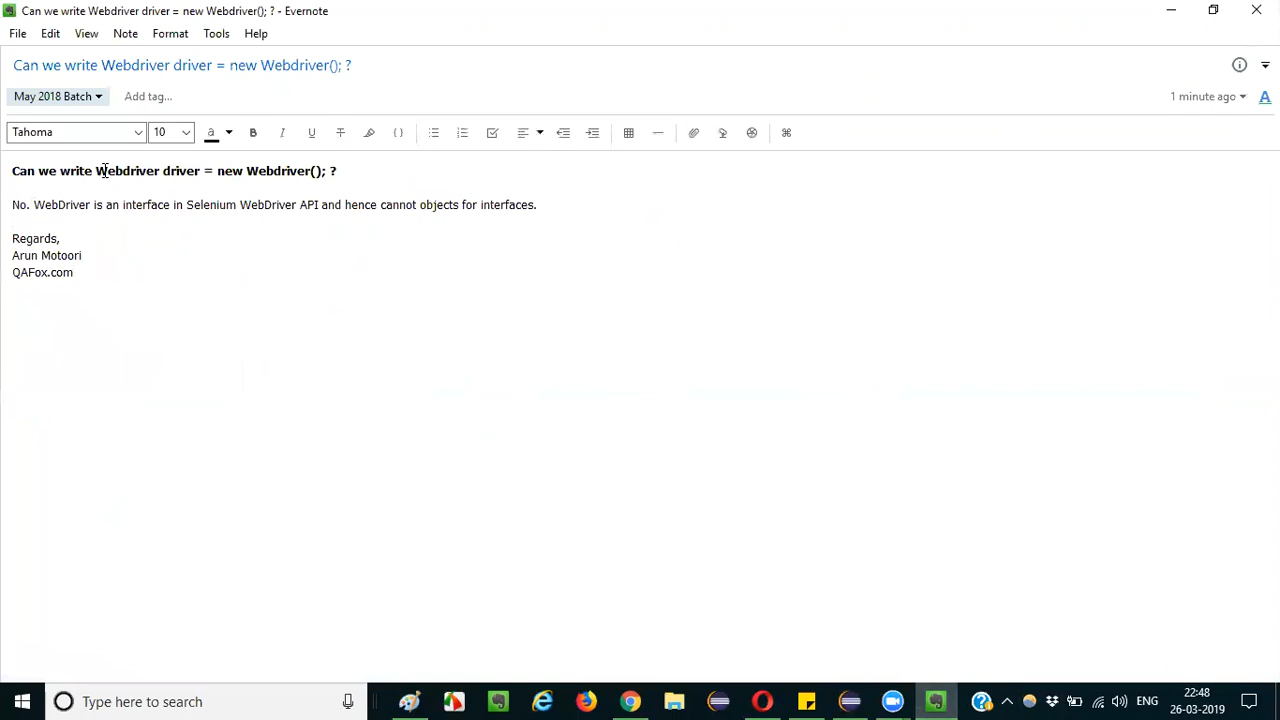 Can we write Webdriver driver = new Webdriver(); ? - Evernote
File Edit View Note Format Tools Help
Can we write Webdriver driver = new Webdriver(); ?
May 2018 Batch Add tag... 1 minute ago
Tahoma 10 a B I U T
Can we write Webdriver driver = new Webdriver(); ?
No. WebDriver is an interface in Selenium WebDriver API and hence cannot objects for interfaces.
Regards,
Arun Motoori
QAFox.com
Type here to search ENG 22:48
26-03-2019